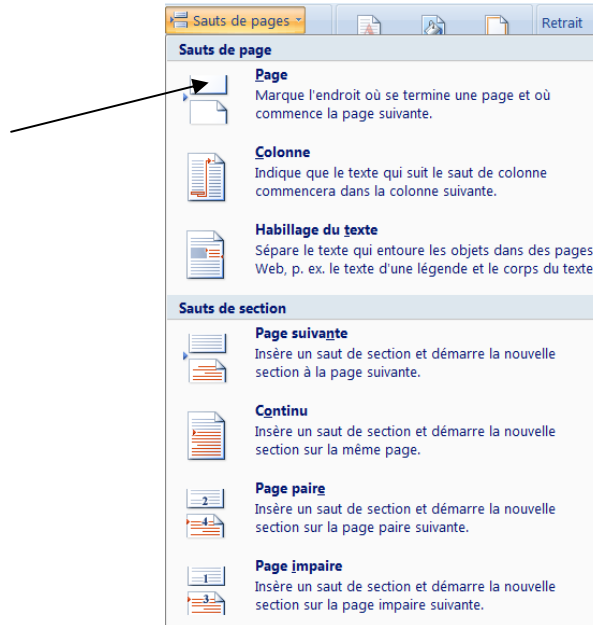 Sauts de pages Retrait
Sauts de page
Page
Marque l'endroit où se termine une page et où
commence la page suivante.
Colonne
Indique que le texte qui suit le saut de colonne
commencera dans la colonne suivante.
Habillage du texte
Sépare le texte qui entoure les objets dans des pages
Web, p. ex. le texte d'une légende et le corps du texte
Sauts de section
Page suivante
Insère un saut de section et démarre la nouvelle
section à la page suivante.
Continu
Insère un saut de section et démarre la nouvelle
section sur la même page.
2
4
Page paire
Insère un saut de section et démarre la nouvelle
section sur la page paire suivante.
1
3
Page impaire
Insère un saut de section et démarre la nouvelle
section sur la page impaire suivante.